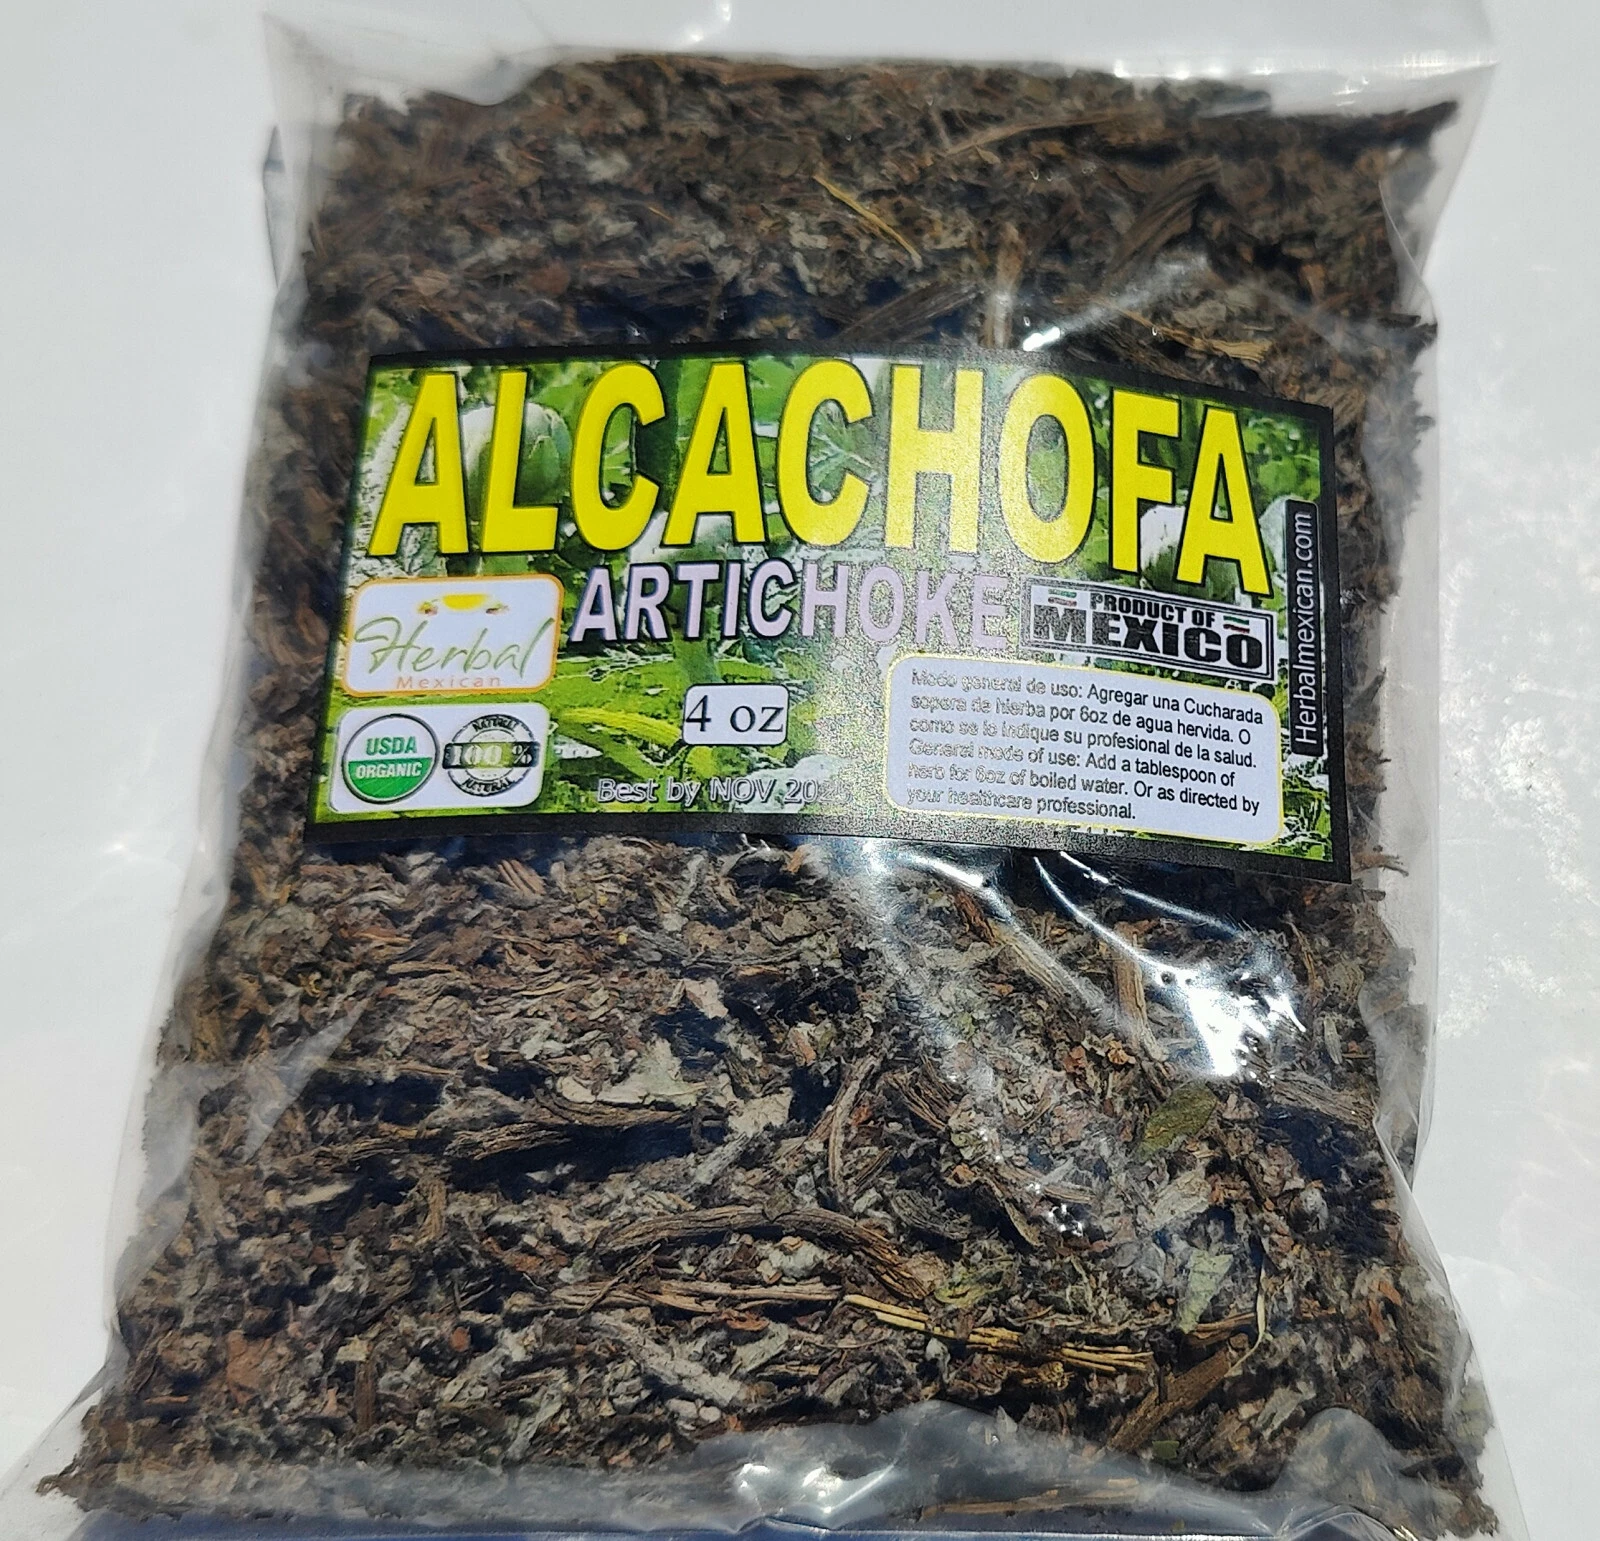 ALCACHOFA
ARTICHOKE
PRODUCT OF
MEXICO
Herbalmexican.com
Herbal
Mexican
USDA
ORGANIC
NATURAL
100 %
NATURAL
4 oz
Best by NOV
Modo general de uso: Agregar una Cucharada
sopera de hierba por 6oz de agua hervida. O
como se lo indique su profesional de la salud.
General mode of use: Add a tablespoon of
herb for 6oz of boiled water. Or as directed by
your healthcare professional.